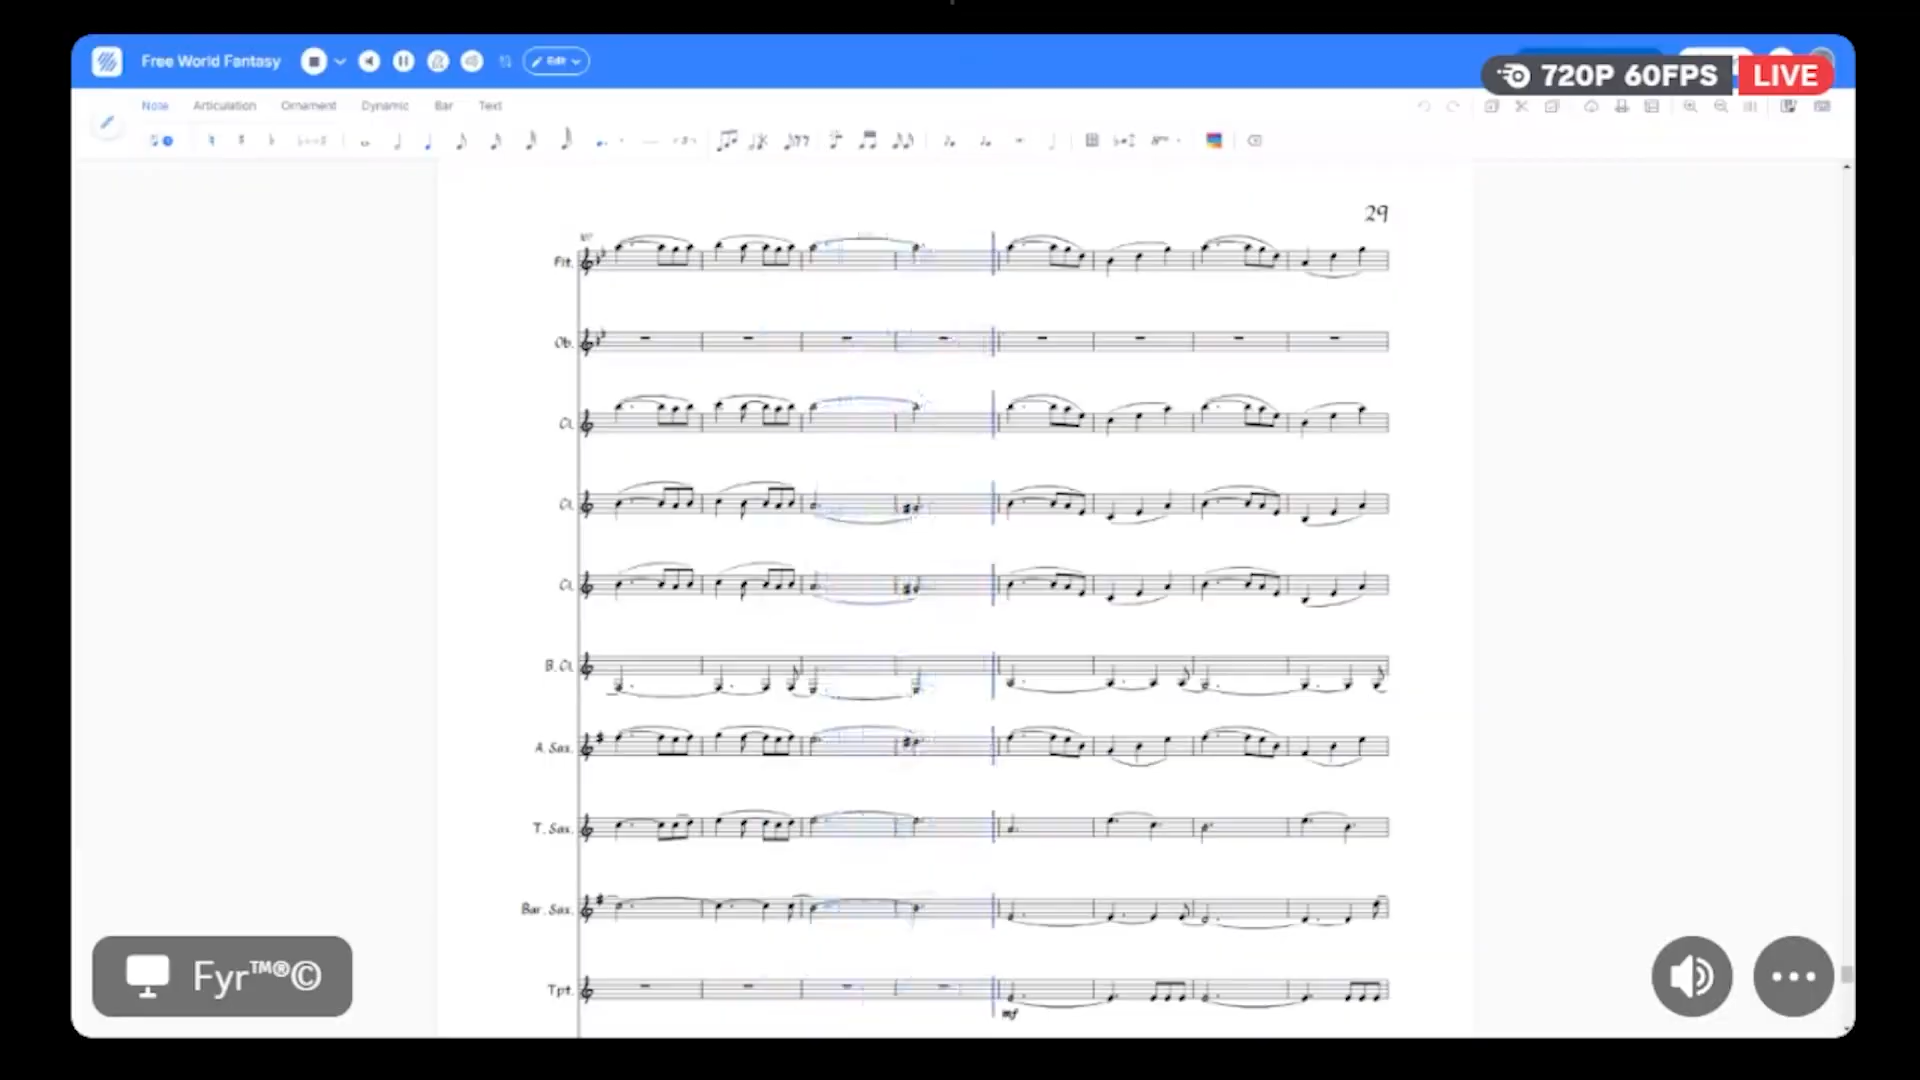 Free World Fantasy
Edit
720P 60FPS
LIVE
Note Articulation Ornament Dynamic Bar Text
29
Flt.
Ob.
Cl.
Cl.
Cl.
B. Cl.
A. Sax.
T. Sax.
Bar. Sax.
Tpt.
mf
Fyr™®©